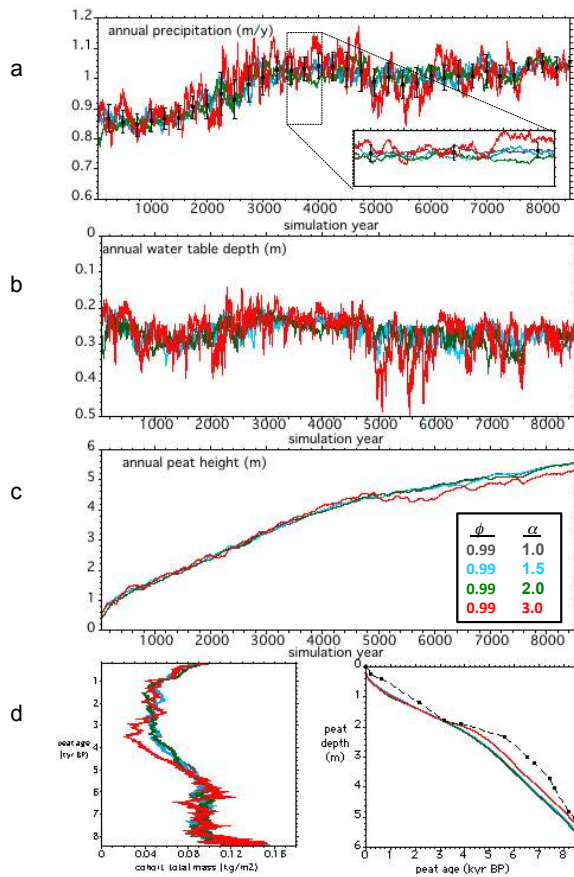 a
annual precipitation (m/y)
1.2
1.1
1.0
0.9
0.8
0.7
0.6
1000 2000 3000 4000 5000 6000 7000 8000
simulation year
b
annual water table depth (m)
0
0.1
0.2
0.3
0.4
0.5
1000 2000 3000 4000 5000 6000 7000 8000
simulation year
c
annual peat height (m)
6
5
4
3
2
1
0
ϕ α
0.99 1.0
0.99 1.5
0.99 2.0
0.99 3.0
1000 2000 3000 4000 5000 6000 7000 8000
simulation year
d
peat age
(kyr BP)
1
2
3
4
5
6
7
8
0 0.04 0.08 0.12 0.16
cohort total mass (kg/m2)
peat
depth
(m)
0
1
2
3
4
5
6
0 1 2 3 4 5 6 7 8
peat age (kyr BP)